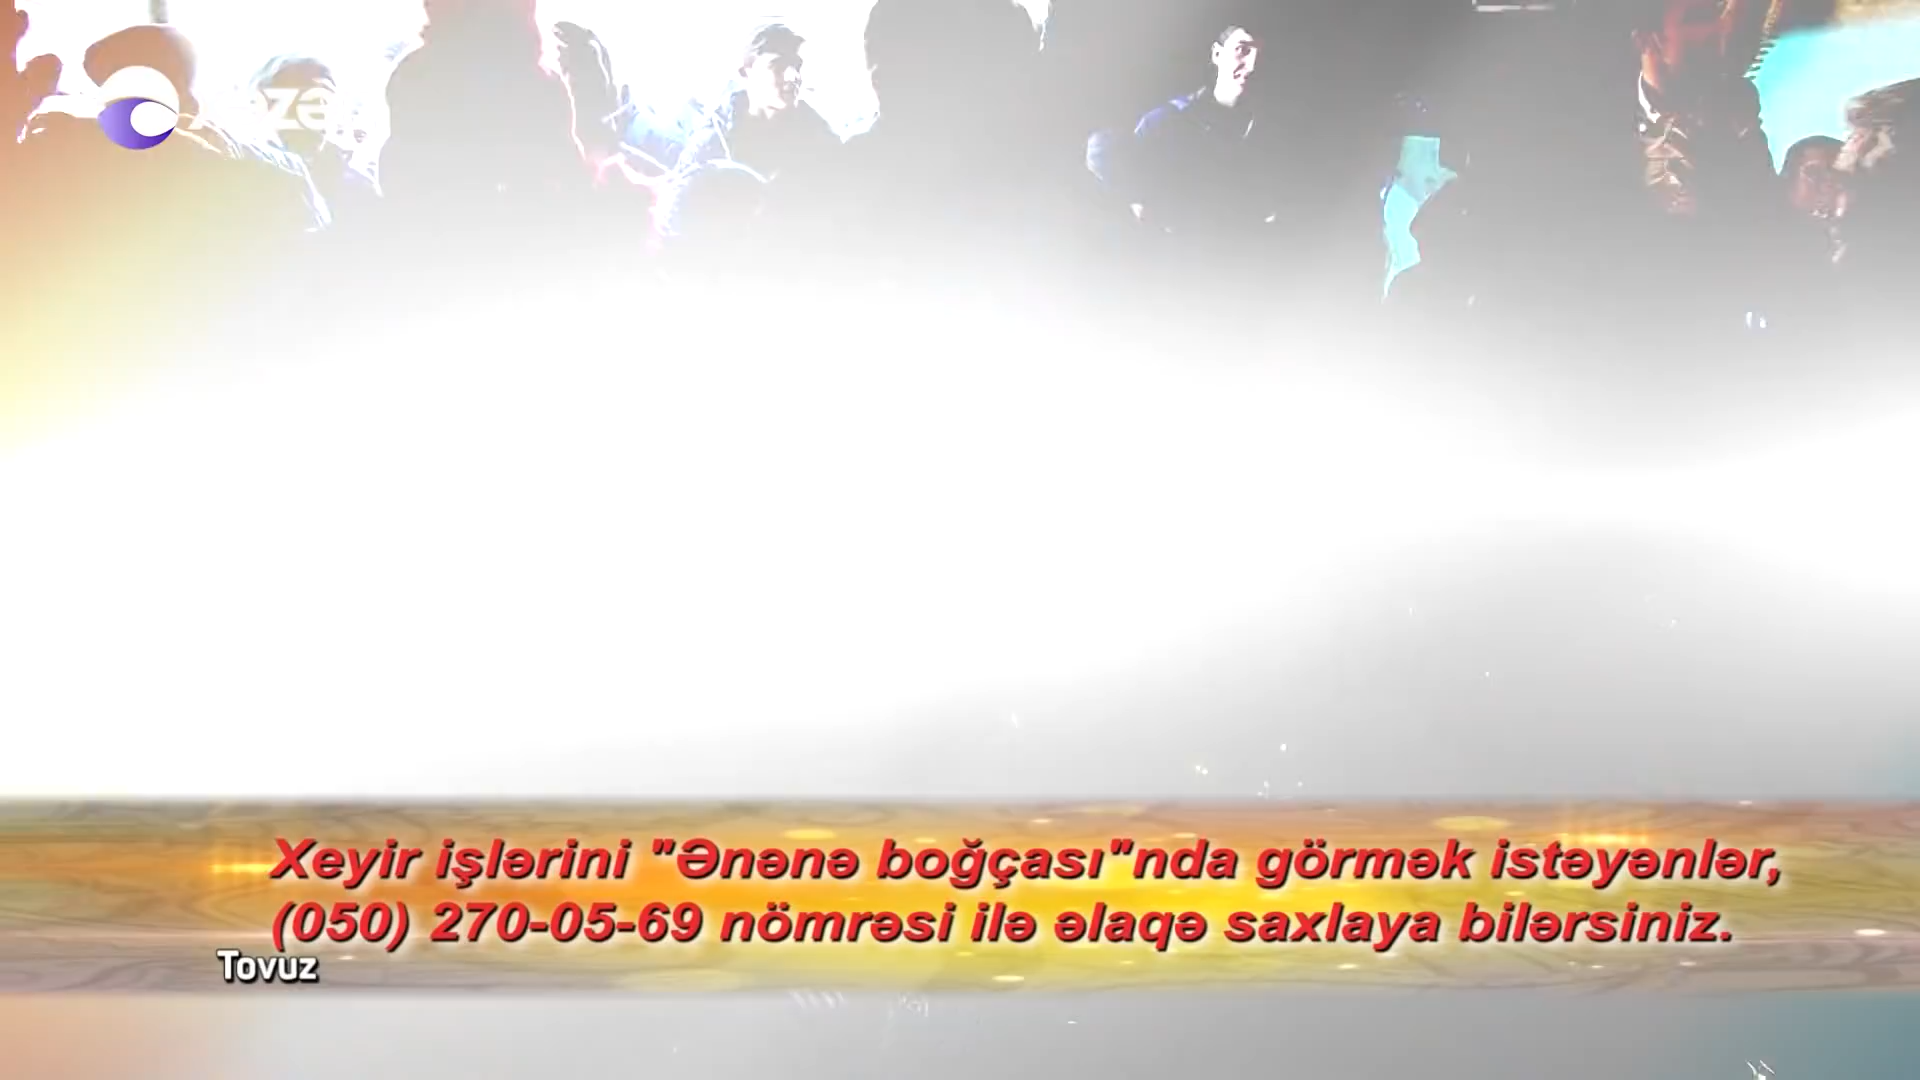 Xeyir işlərini "Ənənə boğçası"nda görmək istəyənlər,
(050) 270-05-69 nömrəsi ilə əlaqə saxlaya bilərsiniz.
Tovuz